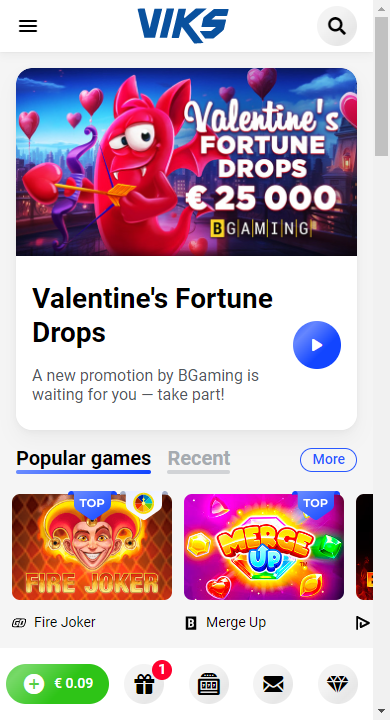 VIKS
Valentine's
FORTUNE
DROPS
€ 25 000
BGAMING
Valentine's Fortune
Drops
A new promotion by BGaming is
waiting for you — take part!
Popular games
Recent
More
TOP
TOP
FIRE JOKER
MERGE
UP
TM
Fire Joker
Merge Up
€ 0.09
1